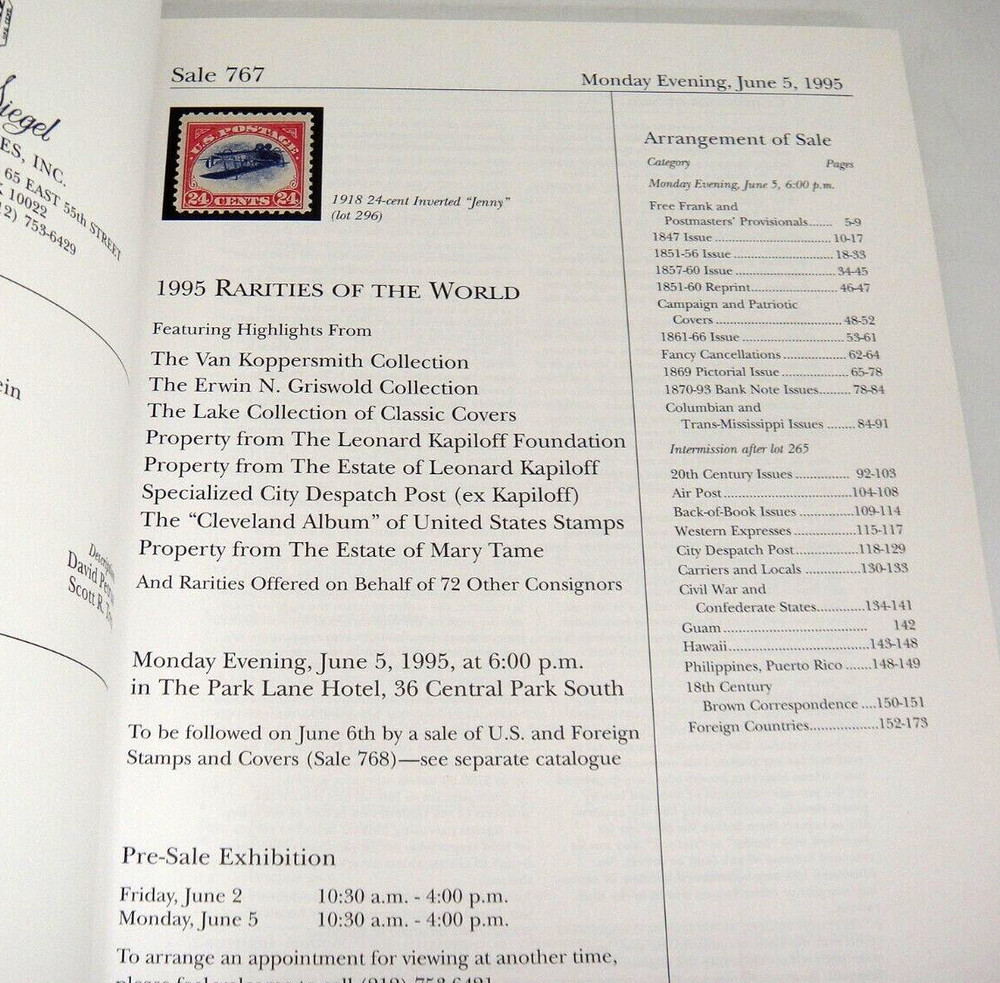 Siegel
ES, INC.
65 EAST 55th STREET
10022
753-6429
David
Scott R.
Sale 767
Monday Evening, June 5, 1995
U.S. POSTAGE
24 CENTS 24
1918 24-cent Inverted “Jenny”
(lot 296)
1995 RARITIES OF THE WORLD
Featuring Highlights From
The Van Koppersmith Collection
The Erwin N. Griswold Collection
The Lake Collection of Classic Covers
Property from The Leonard Kapiloff Foundation
Property from The Estate of Leonard Kapiloff
Specialized City Despatch Post (ex Kapiloff)
The “Cleveland Album” of United States Stamps
Property from The Estate of Mary Tame
And Rarities Offered on Behalf of 72 Other Consignors
Monday Evening, June 5, 1995, at 6:00 p.m.
in The Park Lane Hotel, 36 Central Park South
To be followed on June 6th by a sale of U.S. and Foreign
Stamps and Covers (Sale 768)—see separate catalogue
Pre-Sale Exhibition
Friday, June 2 10:30 a.m. - 4:00 p.m.
Monday, June 5 10:30 a.m. - 4:00 p.m.
To arrange an appointment for viewing at another time,
Arrangement of Sale
Category Pages
Monday Evening, June 5, 6:00 p.m.
Free Frank and
Postmasters' Provisionals...... 5-9
1847 Issue .............................. 10-17
1851-56 Issue .......................... 18-33
1857-60 Issue .......................... 34-45
1851-60 Reprint....................... 46-47
Campaign and Patriotic
Covers ................................ 48-52
1861-66 Issue ........................... 53-61
Fancy Cancellations ................ 62-64
1869 Pictorial Issue ................. 65-78
1870-93 Bank Note Issues........ 78-84
Columbian and
Trans-Mississippi Issues ....... 84-91
Intermission after lot 265
20th Century Issues .............. 92-103
Air Post.................................104-108
Back-of-Book Issues .............109-114
Western Expresses................115-117
City Despatch Post................118-129
Carriers and Locals ..............130-133
Civil War and
Confederate States............134-141
Guam..................................... 142
Hawaii...................................143-148
Philippines, Puerto Rico .......148-149
18th Century
Brown Correspondence ....150-151
Foreign Countries.................152-173